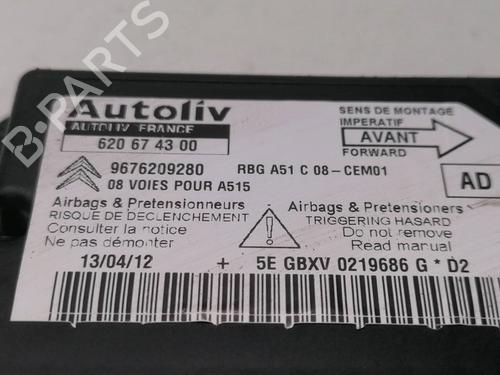 Autoliv
AUTOLIV FRANCE
620 67 43 00
SENS DE MONTAGE
IMPERATIF
AVANT
9676209280
RBG A51 C 08-CEM01
AD
08 VOIES POUR A515
Airbags & Pretensionneurs
RISQUE DE DECLENCHEMENT
Consulter la notice
Ne pas démonter
Airbags & Pretensioners
TRIGGERING HASARD
Do not remove
Read manual
13/04/12 + 5E GBXV 0219686 G * D2
B-PARTS